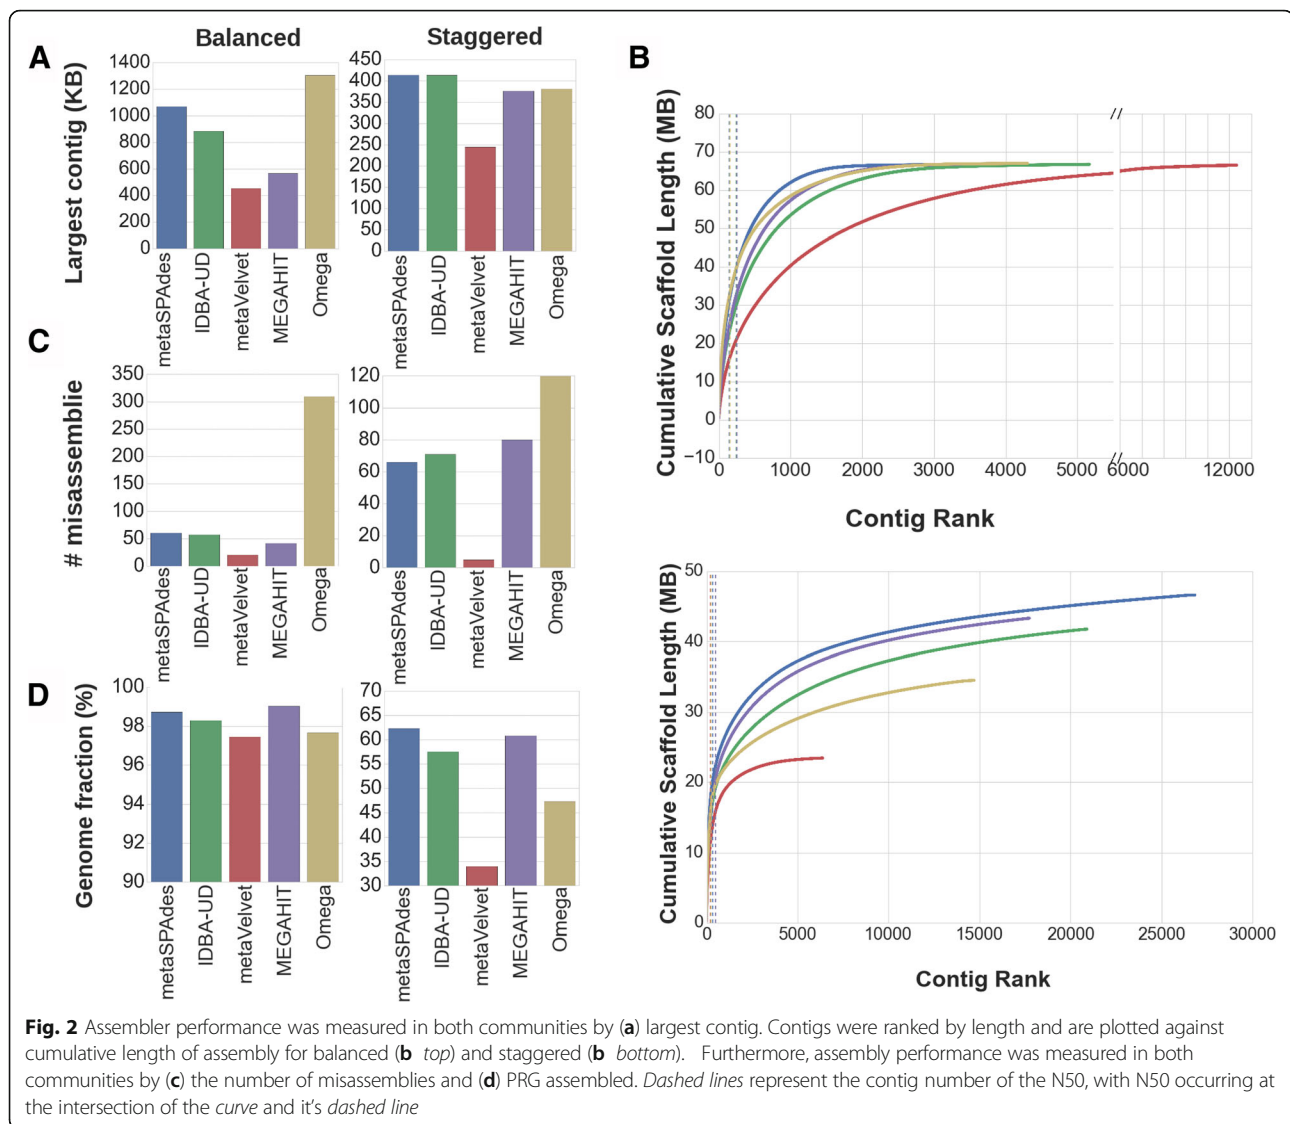 Balanced
Staggered
A
B
Largest contig (KB)
1400
1200
1000
800
600
400
200
0
metaSPAdes
IDBA-UD
metaVelvet
MEGAHIT
Omega
450
400
350
300
250
200
150
100
50
0
metaSPAdes
IDBA-UD
metaVelvet
MEGAHIT
Omega
Cumulative Scaffold Length (MB)
80
70
60
50
40
30
20
10
0
−10
0
1000
2000
3000
4000
5000
6000
12000
//
//
Contig Rank
C
# misassemblie
350
300
250
200
150
100
50
0
metaSPAdes
IDBA-UD
metaVelvet
MEGAHIT
Omega
120
100
80
60
40
20
0
metaSPAdes
IDBA-UD
metaVelvet
MEGAHIT
Omega
Cumulative Scaffold Length (MB)
50
40
30
20
10
0
0
5000
10000
15000
20000
25000
30000
Contig Rank
D
Genome fraction (%)
100
98
96
94
92
90
metaSPAdes
IDBA-UD
metaVelvet
MEGAHIT
Omega
70
65
60
55
50
45
40
35
30
metaSPAdes
IDBA-UD
metaVelvet
MEGAHIT
Omega
Fig. 2 Assembler performance was measured in both communities by (a) largest contig. Contigs were ranked by length and are plotted against
cumulative length of assembly for balanced (b top) and staggered (b bottom). Furthermore, assembly performance was measured in both
communities by (c) the number of misassemblies and (d) PRG assembled. Dashed lines represent the contig number of the N50, with N50 occurring at
the intersection of the curve and it's dashed line